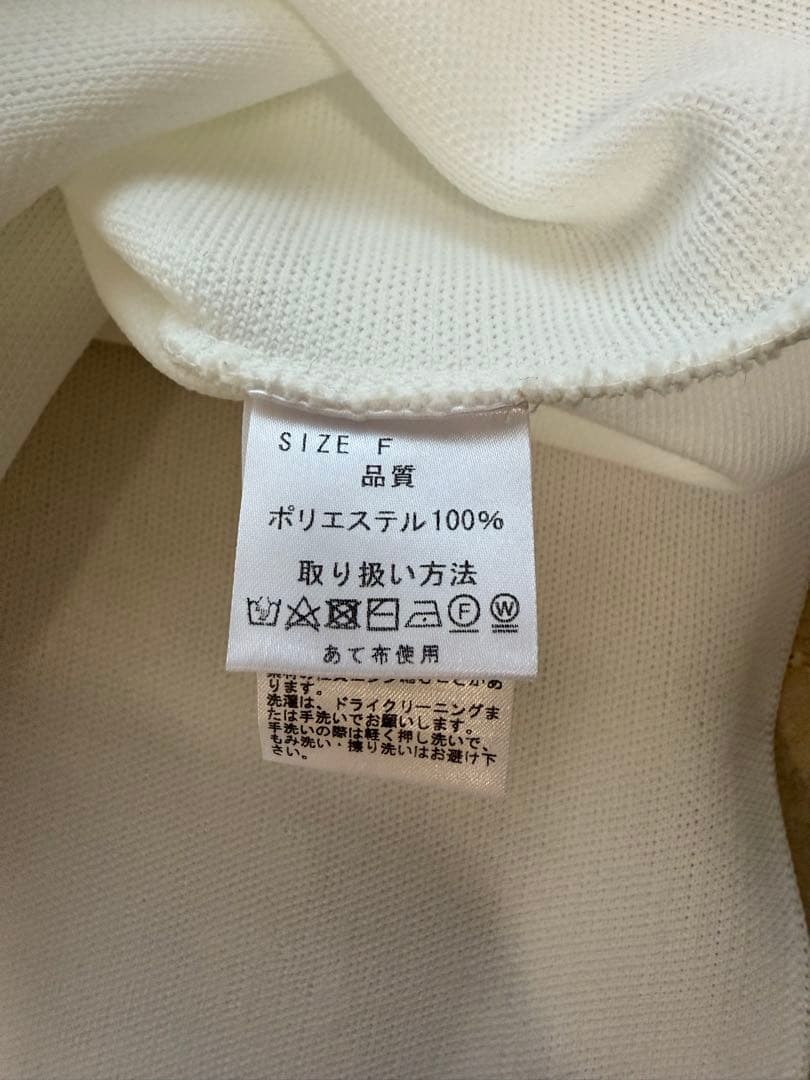 SIZE F
品質
ポリエステル100%
取り扱い方法
F W
あて布使用
ります。
洗濯は、ドライクリーニングま
たは手洗いでお願いします。
手洗いの際は軽く押し洗いで、
もみ洗い・擦り洗いはお避け下
さい。